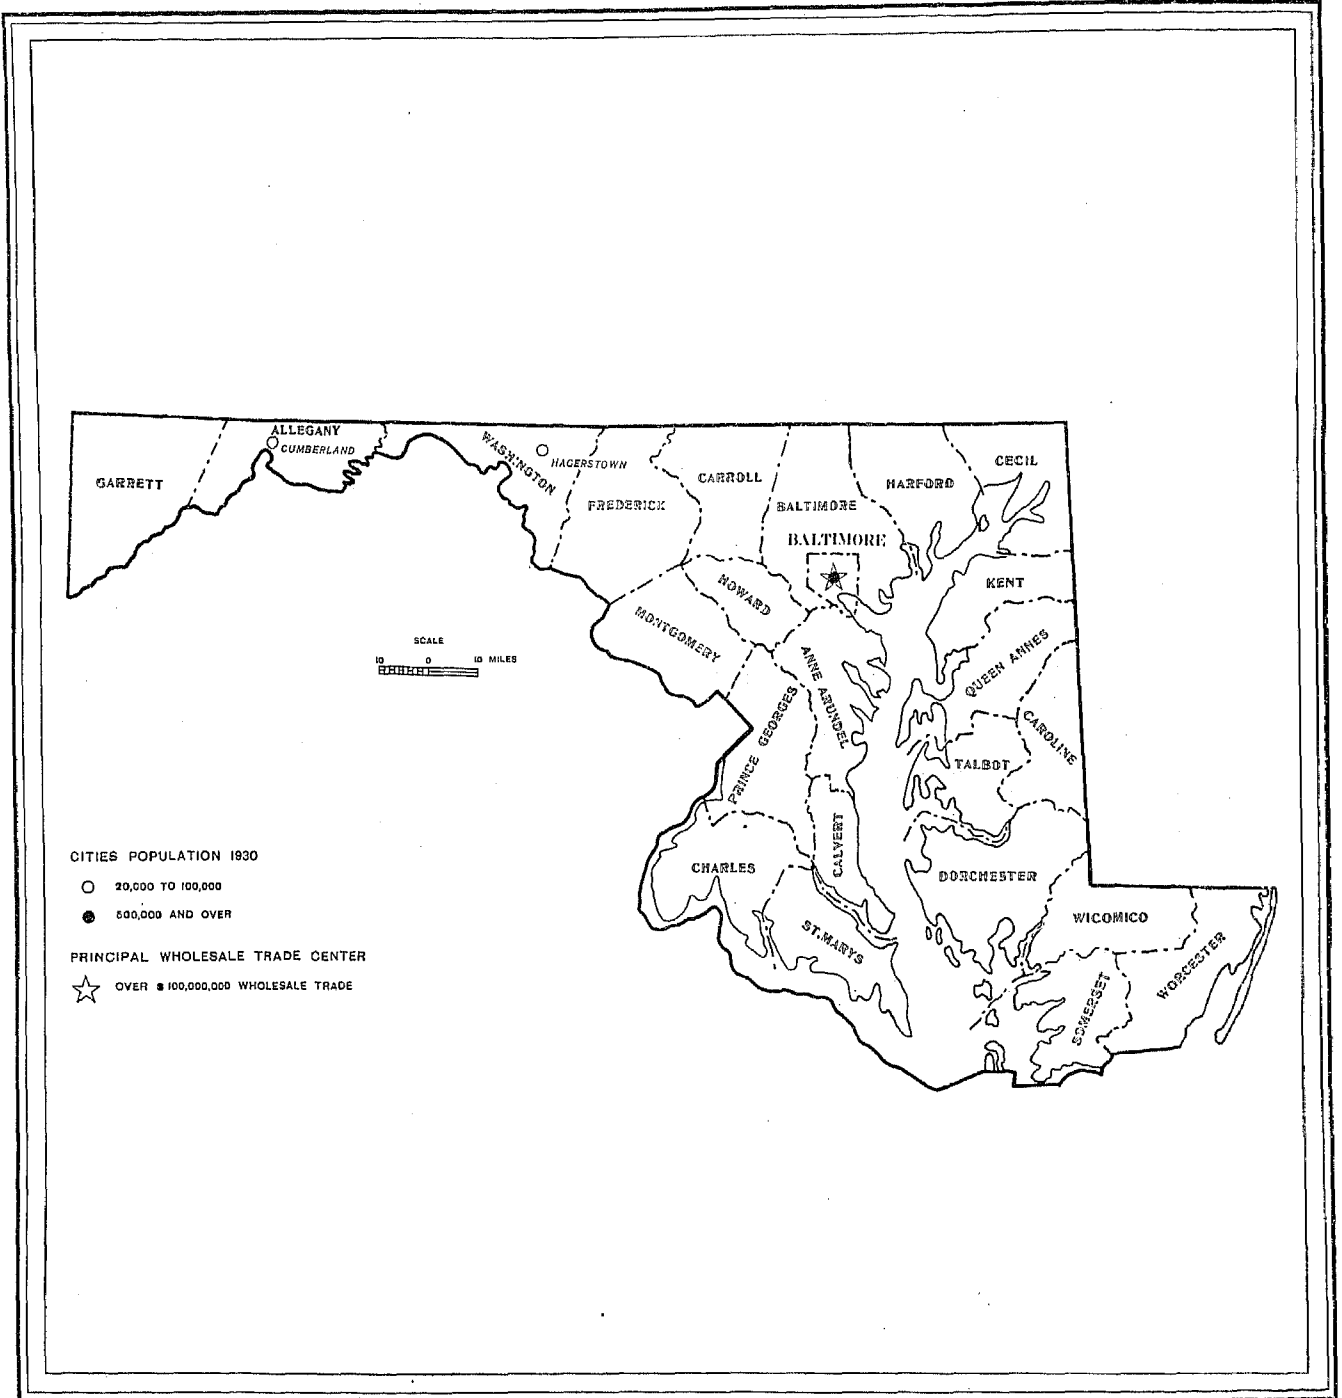 ALLEGANY
CUMBERLAND
GARRETT
WASHINGTON
HAGERSTOWN
FREDERICK
CARROLL
BALTIMORE
BALTIMORE
HARFORD
CECIL
KENT
HOWARD
MONTGOMERY
ANNE ARUNDEL
QUEEN ANNES
PRINCE GEORGES
CAROLINE
TALBOT
CALVERT
CHARLES
DORCHESTER
ST. MARYS
WICOMICO
WORCESTER
SOMERSET
SCALE
10 0 10 MILES
CITIES POPULATION 1930
20,000 TO 100,000
500,000 AND OVER
PRINCIPAL WHOLESALE TRADE CENTER
OVER $100,000,000 WHOLESALE TRADE